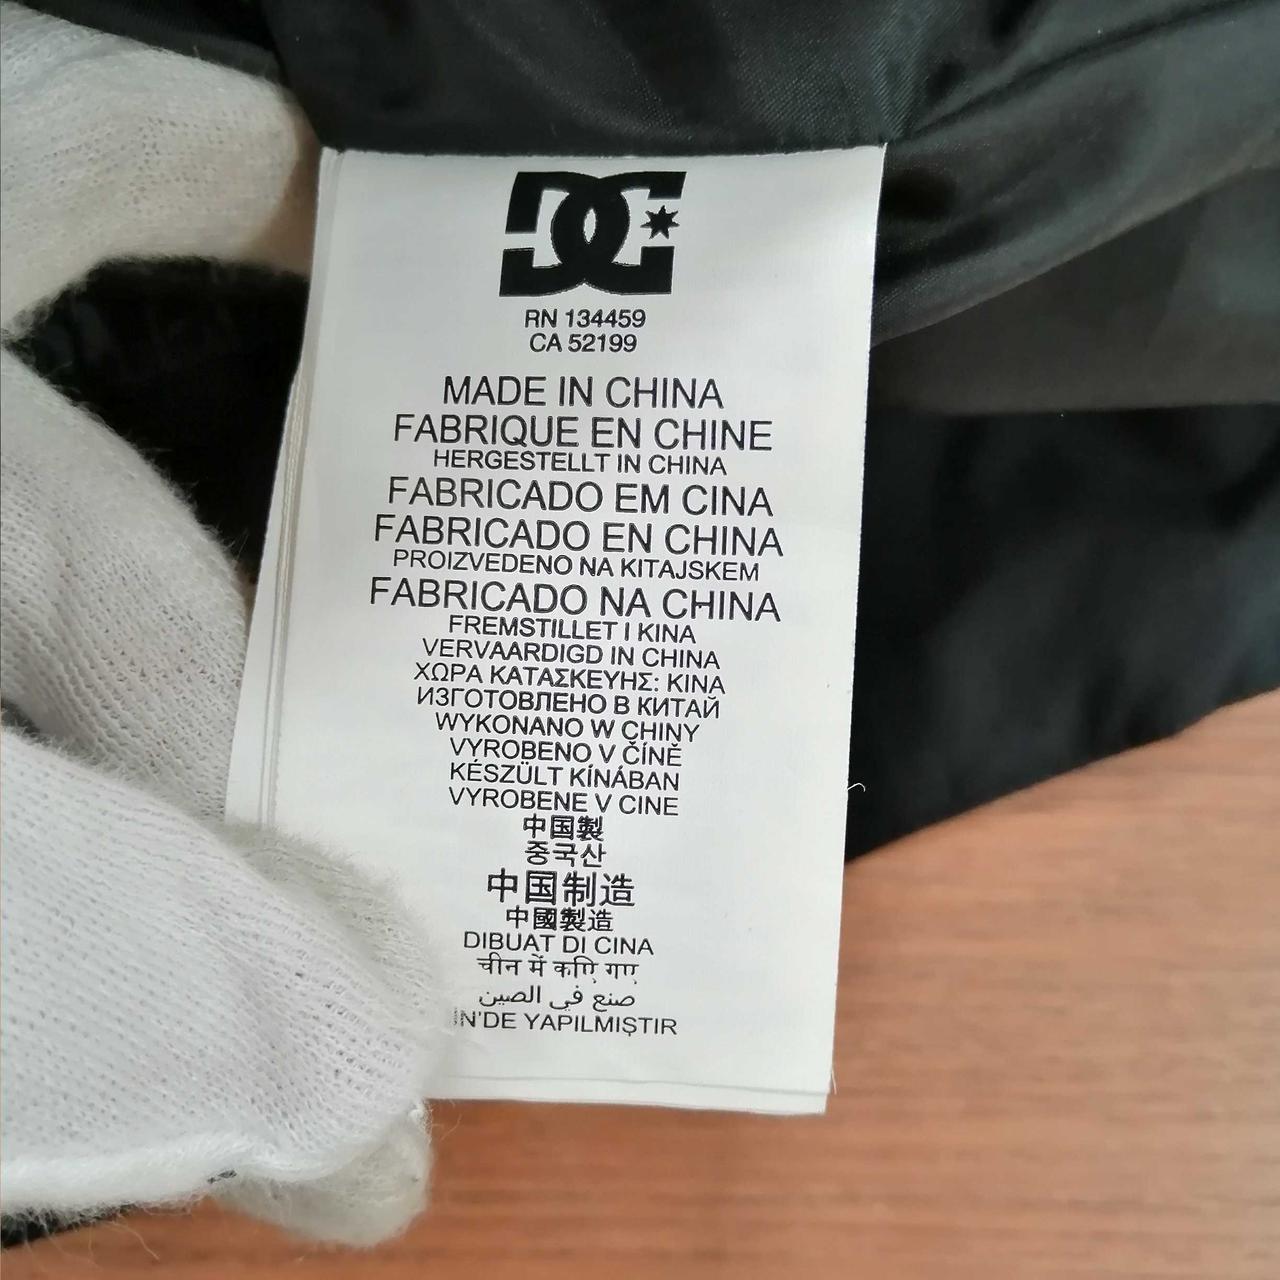 DC
RN 134459
CA 52199
MADE IN CHINA
FABRIQUE EN CHINE
HERGESTELLT IN CHINA
FABRICADO EM CINA
FABRICADO EN CHINA
PROIZVEDENO NA KITAJSKEM
FABRICADO NA CHINA
FREMSTILLET I KINA
VERVAARDIGD IN CHINA
ΧΩΡΑ ΚΑΤΑΣΚΕΥΗΣ: ΚΙΝΑ
ИЗГОТОВЛЕНО В КИТАЙ
WYKONANO W CHINY
VYROBENO V ČÍNĚ
KÉSZÜLT KÍNÁBAN
VYROBENE V CINE
中国製
중국산
中国制造
中國製造
DIBUAT DI CINA
चीन में कएि गए
صنع في الصين
YAPILMIŞTIR